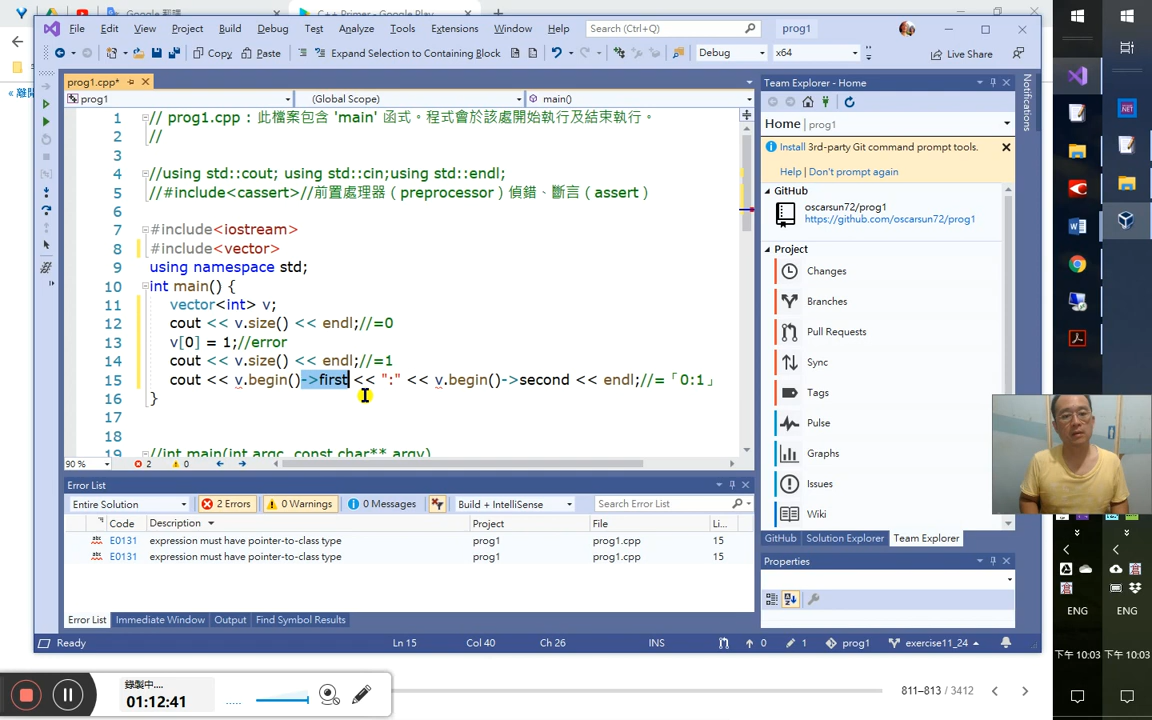 Google 翻譯
C++ Primer - Google Play
File Edit View Project Build Debug Test Analyze Tools Extensions Window Help Search (Ctrl+Q) prog1
Copy Paste Expand Selection to Containing Block Debug x64 Live Share
prog1.cpp*
prog1 (Global Scope) main()
1 // prog1.cpp : 此檔案包含 'main' 函式。程式會於該處開始執行及結束執行。
2 //
3
4 //using std::cout; using std::cin;using std::endl;
5 //#include<cassert>//前置處理器（preprocessor）偵錯、斷言（assert）
6
7 #include<iostream>
8 #include<vector>
9 using namespace std;
10 int main() {
11 vector<int> v;
12 cout << v.size() << endl;//=0
13 v[0] = 1;//error
14 cout << v.size() << endl;//=1
15 cout << v.begin()->first << ":" << v.begin()->second << endl;//=「0:1」
16 }
17
18
19 //int main(int argc, const char** argv)
90 % 2 0
Error List
Entire Solution 2 Errors 0 Warnings 0 Messages Build + IntelliSense Search Error List
Code Description Project File Li...
E0131 expression must have pointer-to-class type prog1 prog1.cpp 15
E0131 expression must have pointer-to-class type prog1 prog1.cpp 15
Error List Immediate Window Output Find Symbol Results
Ready Ln 15 Col 40 Ch 26 INS 0 1 prog1 exercise11_24
Team Explorer - Home
Home prog1
Install 3rd-party Git command prompt tools.
Help Don't prompt again
GitHub
oscarsun72/prog1
https://github.com/oscarsun72/prog1
Project
Changes
Branches
Pull Requests
Sync
Tags
Pulse
Graphs
Issues
Wiki
GitHub Solution Explorer Team Explorer
Properties
Notifications
.NET
ENG ENG
下午 10:03 下午 10:03
錄製中....
01:12:41
811–813 / 3412